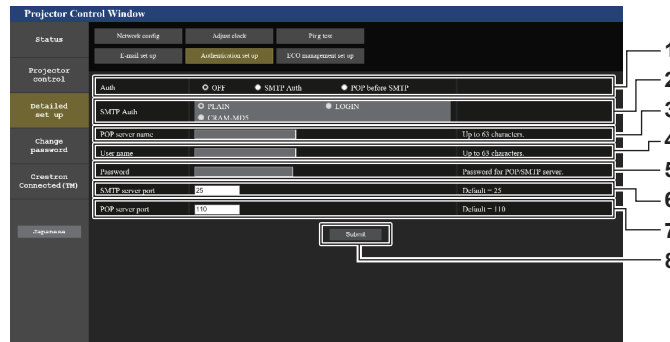 Projector Control Window
Status
Projector
control
Detailed
set up
Change
password
Crestron
Connected(TM)
Japanese
Network config Adjust clock Ping test
E-mail set up Authentication set up ECO management set up
Auth OFF SMTP Auth POP before SMTP
SMTP Auth PLAIN LOGIN
CRAM-MD5
POP server name Up to 63 characters.
User name Up to 63 characters.
Password Password for POP/SMTP server.
SMTP server port 25 Default = 25
POP server port 110 Default = 110
Submit
1
2
3
4
5
6
7
8